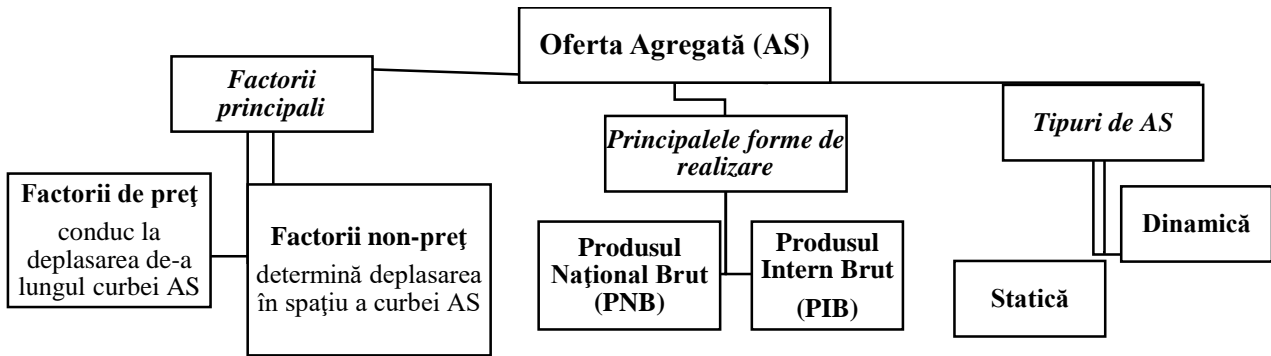 Oferta Agregată (AS)
Factorii
principali
Principalele forme de
realizare
Tipuri de AS
Factorii de preţ
conduc la
deplasarea de-a
lungul curbei AS
Factorii non-preţ
determină deplasarea
în spaţiu a curbei AS
Produsul
Naţional Brut
(PNB)
Produsul
Intern Brut
(PIB)
Statică
Dinamică